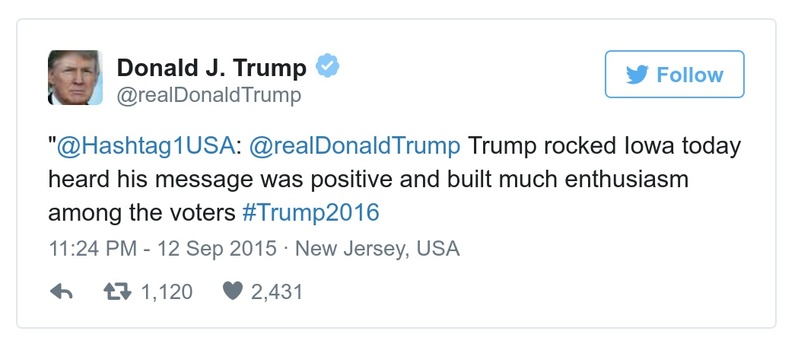 Donald J. Trump
@realDonaldTrump
Follow
"@Hashtag1USA: @realDonaldTrump Trump rocked Iowa today
heard his message was positive and built much enthusiasm
among the voters #Trump2016
11:24 PM - 12 Sep 2015 · New Jersey, USA
1,120 2,431